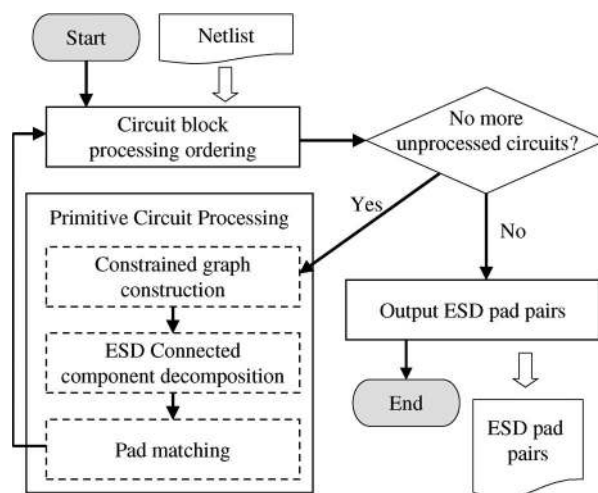 Start
Netlist
Circuit block
processing ordering
No more
unprocessed circuits?
Yes
No
Primitive Circuit Processing
Constrained graph
construction
ESD Connected
component decomposition
Pad matching
Output ESD pad pairs
End
ESD pad
pairs